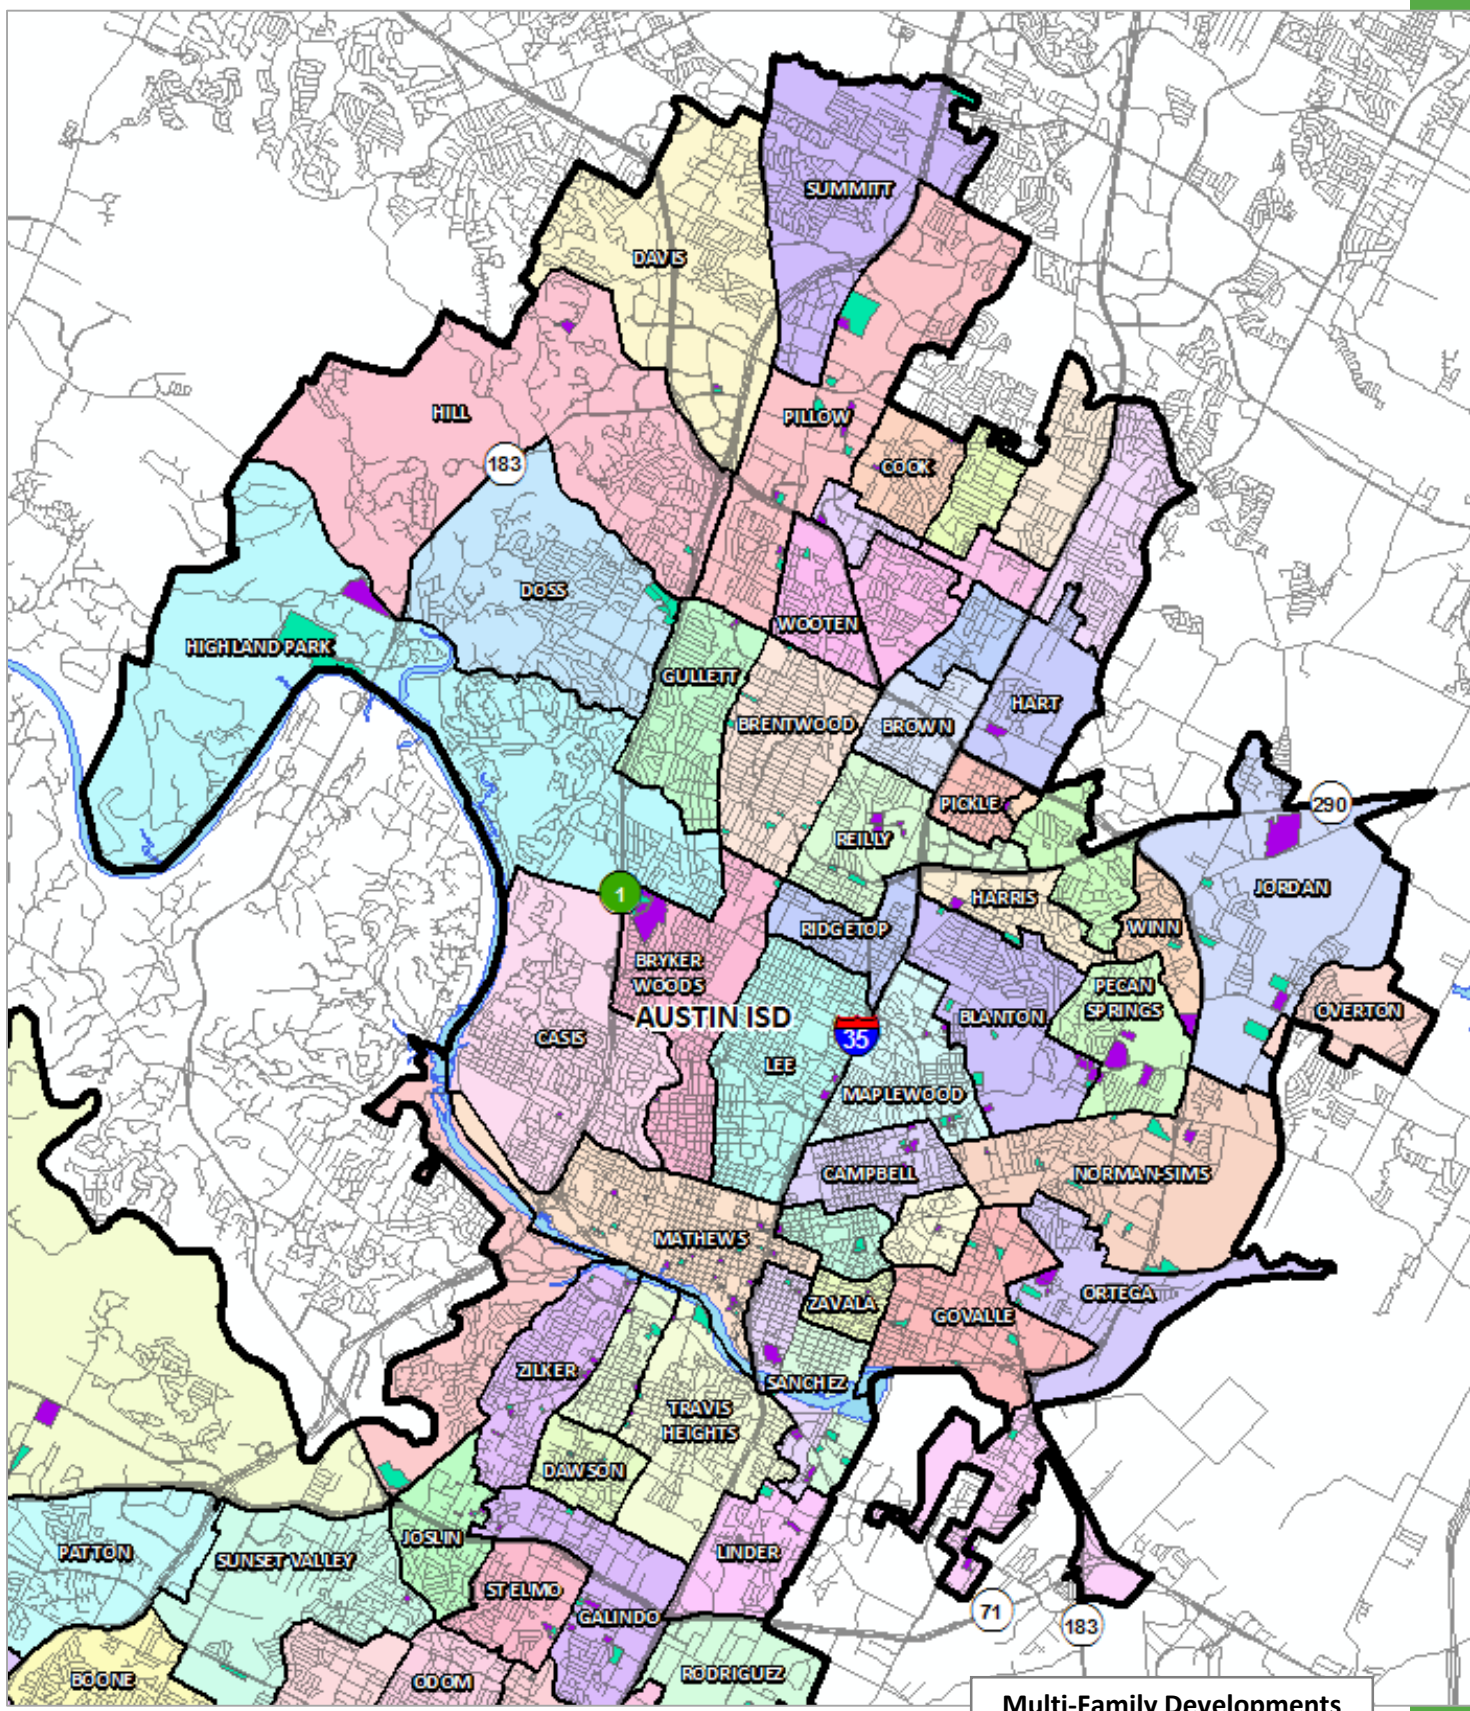 SUMMITT
DAVIS
HILL
PILLOW
COOK
183
DOSS
WOOTEN
HIGHLAND PARK
GULLETT
BRENTWOOD
BROWN
HART
PICKLE
290
REILLY
JORDAN
1
HARRIS
WINN
RIDGETOP
BRYKER
WOODS
PECAN
SPRINGS
OVERTON
AUSTIN ISD
BLANTON
CASIS
35
LEE
MAPLEWOOD
CAMPBELL
NORMAN-SIMS
MATHEWS
ZAVALA
ORTEGA
GOVALLE
ZILKER
SANCHEZ
TRAVIS
HEIGHTS
DAWSON
JOSLIN
PATTON
SUNSET VALLEY
LINDER
ST ELMO
GALINDO
71
183
BOONE
ODOM
RODRIGUEZ
Multi-Family Developments